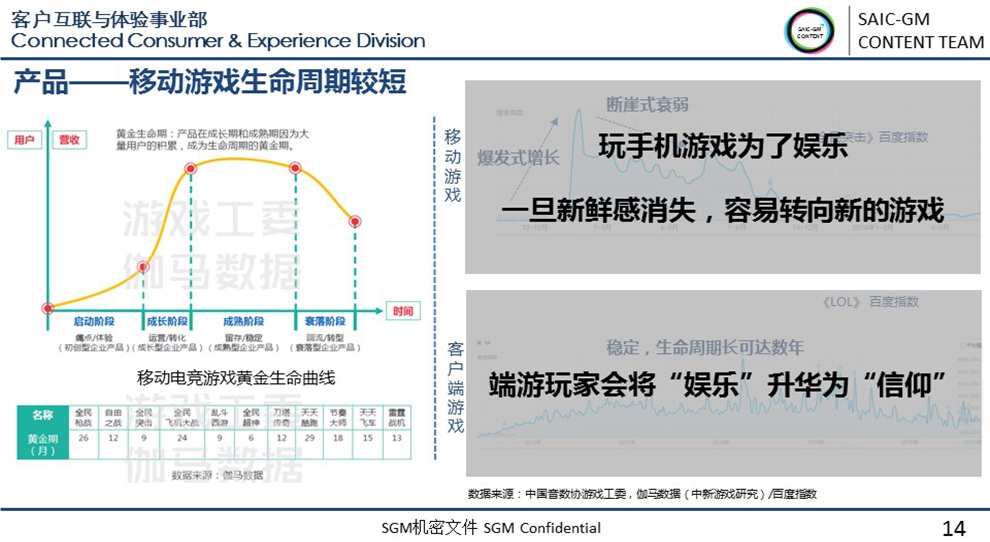 客户互联与体验事业部
Connected Consumer & Experience Division
SAIC-GM
CONTENT
SAIC-GM
CONTENT TEAM
产品——移动游戏生命周期较短
用户
营收
黄金生命期：产品在成长期和成熟期因为大
量用户的积累，成为生命周期的黄金期。
游戏工委
伽马数据
时间
启动阶段 成长阶段 成熟阶段 衰落阶段
痛点/体验 运营/转化 留存/稳定 回流/转型
（初创型企业产品） （成长型企业产品） （成熟型企业产品） （衰落型企业产品）
移动电竞游戏黄金生命曲线
名称 全民枪战 自由之战 全民突击 全民飞机大战 乱斗西游 全民超神 刀塔传奇 天天酷跑 节奏大师 天天飞车 雷霆战机
黄金期（月） 26 12 9 24 9 6 12 29 18 15 13
游戏工委
伽马数据
数据来源：伽马数据
移动游戏
断崖式衰弱
突击》百度指数
爆发式增长
玩手机游戏为了娱乐
一旦新鲜感消失，容易转向新的游戏
客户端游戏
《LOL》 百度指数
稳定，生命周期长可达数年
端游玩家会将“娱乐”升华为“信仰”
数据来源：中国音数协游戏工委，伽马数据（中新游戏研究）/百度指数
SGM机密文件 SGM Confidential
14